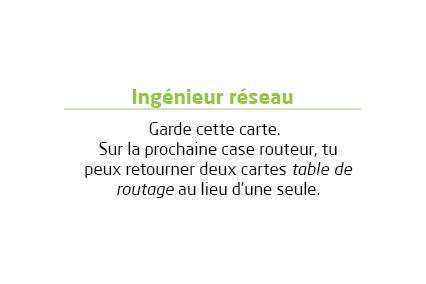 Ingénieur réseau
Garde cette carte.
Sur la prochaine case routeur, tu
peux retourner deux cartes table de
routage au lieu d'une seule.